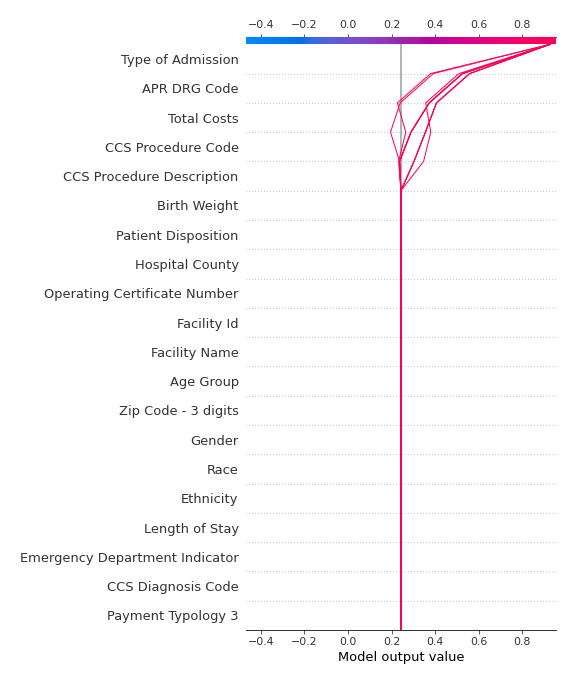 −0.4 −0.2 0.0 0.2 0.4 0.6 0.8
Type of Admission
APR DRG Code
Total Costs
CCS Procedure Code
CCS Procedure Description
Birth Weight
Patient Disposition
Hospital County
Operating Certificate Number
Facility Id
Facility Name
Age Group
Zip Code - 3 digits
Gender
Race
Ethnicity
Length of Stay
Emergency Department Indicator
CCS Diagnosis Code
Payment Typology 3
−0.4 −0.2 0.0 0.2 0.4 0.6 0.8
Model output value